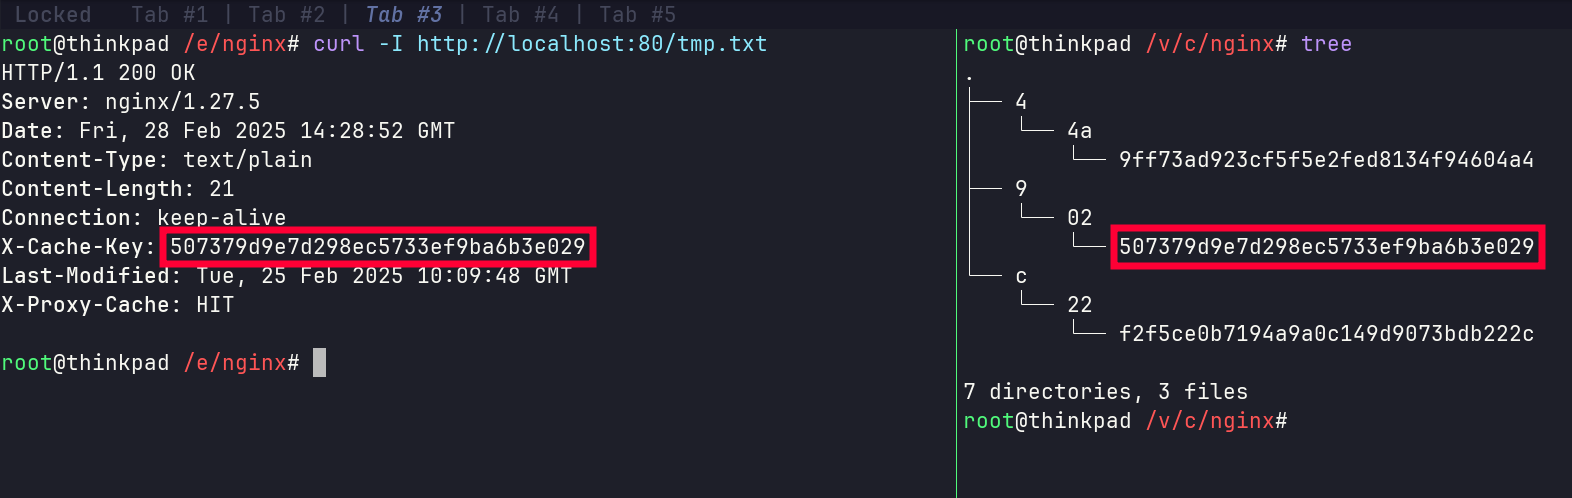 Locked   Tab #1 | Tab #2 | Tab #3 | Tab #4 | Tab #5
root@thinkpad /e/nginx# curl -I http://localhost:80/tmp.txt
HTTP/1.1 200 OK
Server: nginx/1.27.5
Date: Fri, 28 Feb 2025 14:28:52 GMT
Content-Type: text/plain
Content-Length: 21
Connection: keep-alive
X-Cache-Key: 507379d9e7d298ec5733ef9ba6b3e029
Last-Modified: Tue, 25 Feb 2025 10:09:48 GMT
X-Proxy-Cache: HIT
root@thinkpad /e/nginx#
root@thinkpad /v/c/nginx# tree
.
├── 4
│   └── 4a
│       └── 9ff73ad923cf5f5e2fed8134f94604a4
├── 9
│   └── 02
│       └── 507379d9e7d298ec5733ef9ba6b3e029
└── c
    └── 22
        └── f2f5ce0b7194a9a0c149d9073bdb222c
7 directories, 3 files
root@thinkpad /v/c/nginx#